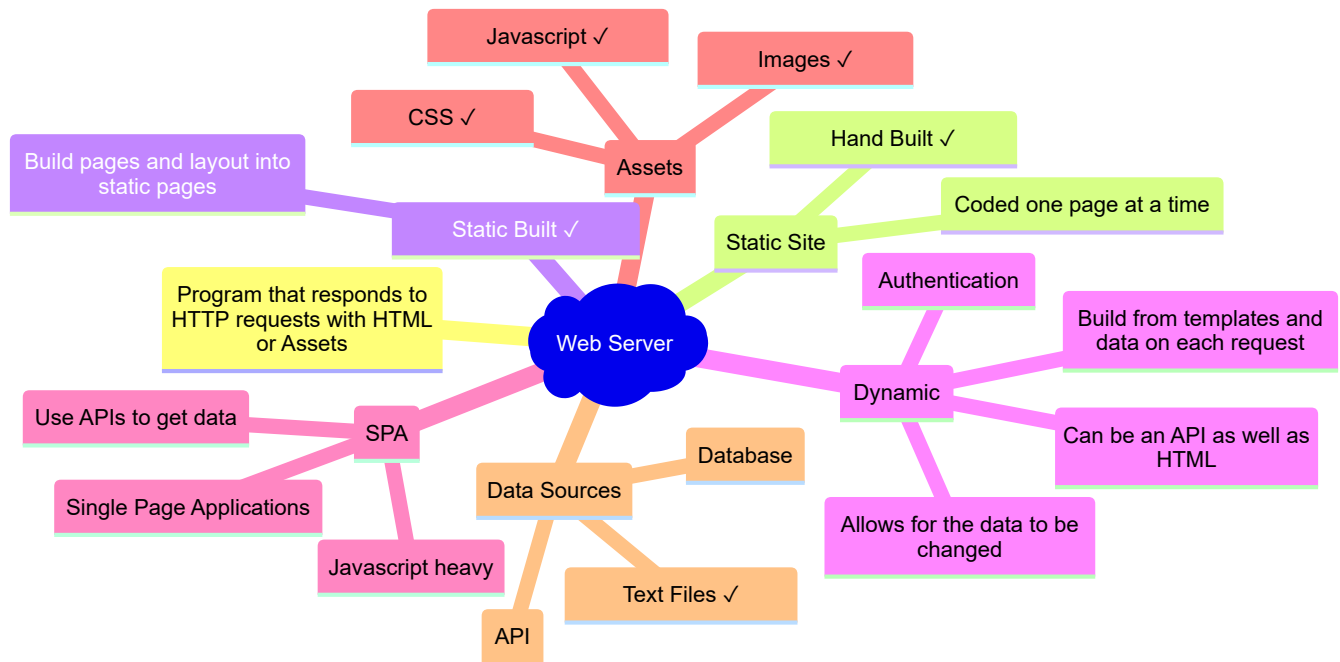 Javascript ✓
Images ✓
CSS ✓
Assets
Hand Built ✓
Coded one page at a time
Static Site
Build pages and layout into
static pages
Static Built ✓
Program that responds to
HTTP requests with HTML
or Assets
Web Server
Authentication
Build from templates and
data on each request
Dynamic
Can be an API as well as
HTML
Allows for the data to be
changed
Use APIs to get data
SPA
Single Page Applications
Javascript heavy
Data Sources
Database
Text Files ✓
API